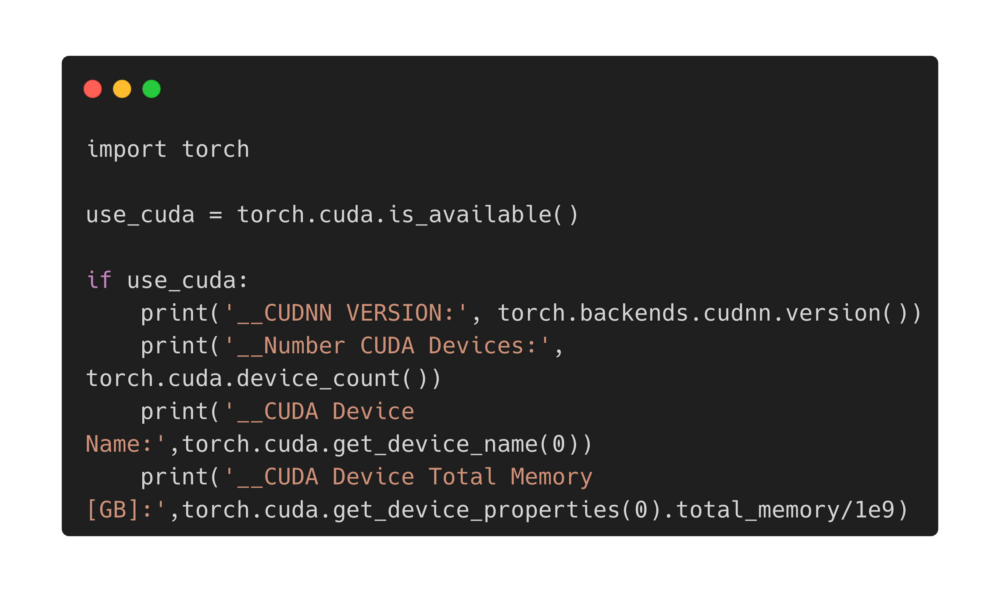 import torch
use_cuda = torch.cuda.is_available()
if use_cuda:
    print('__CUDNN VERSION:', torch.backends.cudnn.version())
    print('__Number CUDA Devices:',
torch.cuda.device_count())
    print('__CUDA Device
Name:',torch.cuda.get_device_name(0))
    print('__CUDA Device Total Memory
[GB]:',torch.cuda.get_device_properties(0).total_memory/1e9)